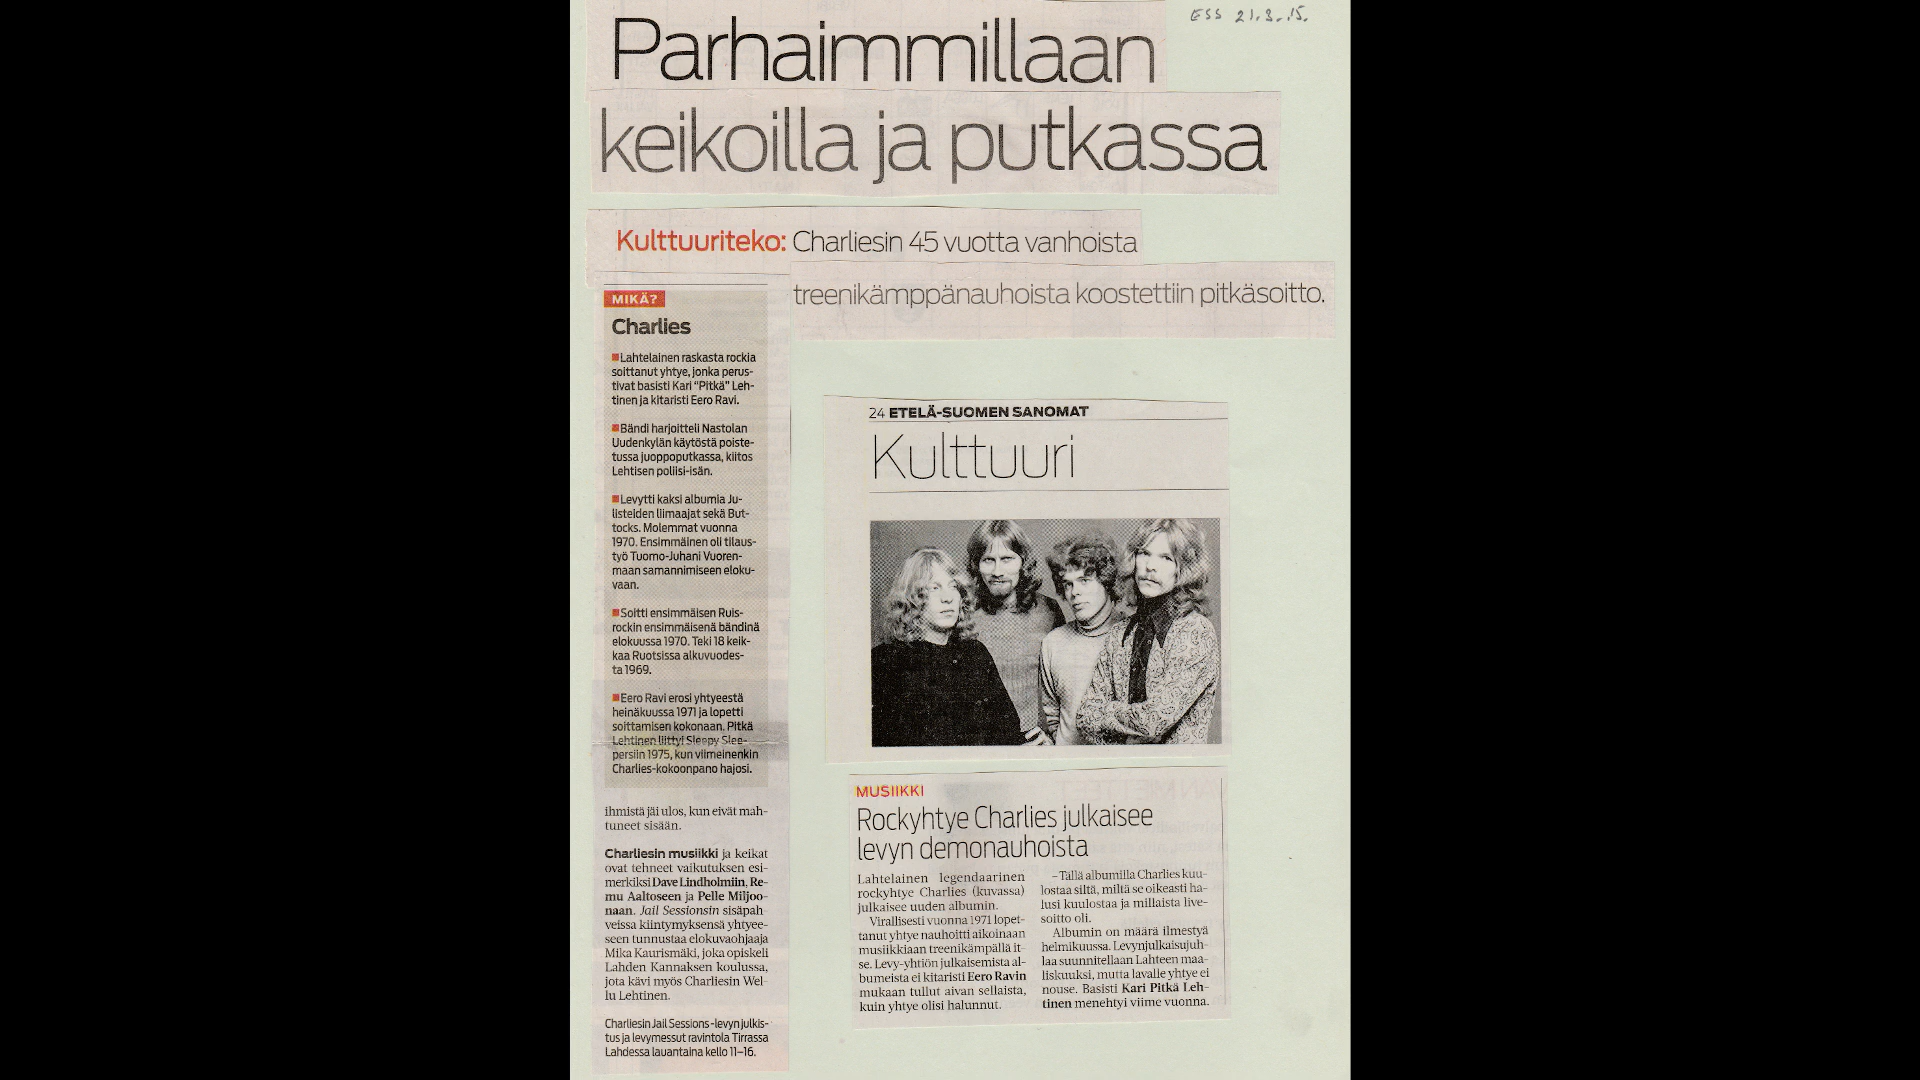 ESS 21.3.15.
Parhaimmillaan
keikoilla ja putkassa
Kulttuuriteko: Charliesin 45 vuotta vanhoista
treenikämppänauhoista koostettiin pitkäsoitto.
MIKÄ?
Charlies
Lahtelainen raskasta rockia
soittanut yhtye, jonka perus-
tivat basisti Kari "Pitkä" Leh-
tinen ja kitaristi Eero Ravi.
Bändi harjoitteli Nastolan
Uudenkylän käytöstä poiste-
tussa juoppoputkassa, kiitos
Lehtisen poliisi-isän.
Levytti kaksi albumia Ju-
listeiden liimaajat sekä But-
tocks. Molemmat vuonna
1970. Ensimmäinen oli tilaus-
työ Tuomo-Juhani Vuoren-
maan samannimiseen eloku-
vaan.
Soitti ensimmäisen Ruis-
rockin ensimmäisenä bändinä
elokuussa 1970. Teki 18 keik-
kaa Ruotsissa alkuvuodes-
ta 1969.
Eero Ravi erosi yhtyeestä
heinäkuussa 1971 ja lopetti
soittamisen kokonaan. Pitkä
Lehtinen liittyi Sleepy Slee-
persiin 1975, kun viimeinenkin
Charlies-kokoonpano hajosi.
ihmistä jäi ulos, kun eivät mah-
tuneet sisään.
Charliesin musiikki ja keikat
ovat tehneet vaikutuksen esi-
merkiksi Dave Lindholmiin, Re-
mu Aaltoseen ja Pelle Miljoo-
naan. Jail Sessionsin sisäpah-
veissa kiintymyksensä yhtyee-
seen tunnustaa elokuvaohjaaja
Mika Kaurismäki, joka opiskeli
Lahden Kannaksen koulussa,
jota kävi myös Charliesin Wel-
lu Lehtinen.
Charliesin Jail Sessions -levyn julkis-
tus ja levymessut ravintola Tirrassa
Lahdessa lauantaina kello 11–16.
24 ETELÄ-SUOMEN SANOMAT
Kulttuuri
MUSIIKKI
Rockyhtye Charlies julkaisee
levyn demonauhoista
Lahtelainen legendaarinen
rockyhtye Charlies (kuvassa)
julkaisee uuden albumin.
Virallisesti vuonna 1971 lopet-
tanut yhtye nauhoitti aikoinaan
musiikkiaan treenikämpällä it-
se. Levy-yhtiön julkaisemista al-
bumeista ei kitaristi Eero Ravin
mukaan tullut aivan sellaista,
kuin yhtye olisi halunnut.
– Tällä albumilla Charlies kuu-
lostaa siltä, miltä se oikeasti ha-
lusi kuulostaa ja millaista live-
soitto oli.
Albumin on määrä ilmestyä
helmikuussa. Levynjulkaisujuh-
laa suunnitellaan Lahteen maa-
liskuuksi, mutta lavalle yhtye ei
nouse. Basisti Kari Pitkä Leh-
tinen menehtyi viime vuonna.